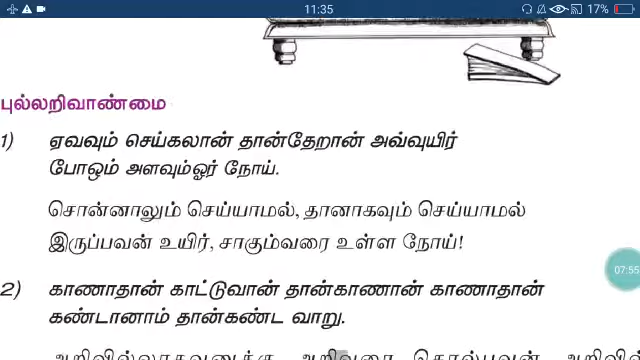 11:35
17%
புல்லறிவாண்மை
1) ஏவவும் செய்கலான் தான்தேறான் அவ்வுயிர்
போஒம் அளவும்ஓர் நோய்.
சொன்னாலும் செய்யாமல், தானாகவும் செய்யாமல்
இருப்பவன் உயிர், சாகும்வரை உள்ள நோய்!
07:55
2) காணாதான் காட்டுவான் தான்காணான் காணாதான்
கண்டானாம் தான்கண்ட வாறு.